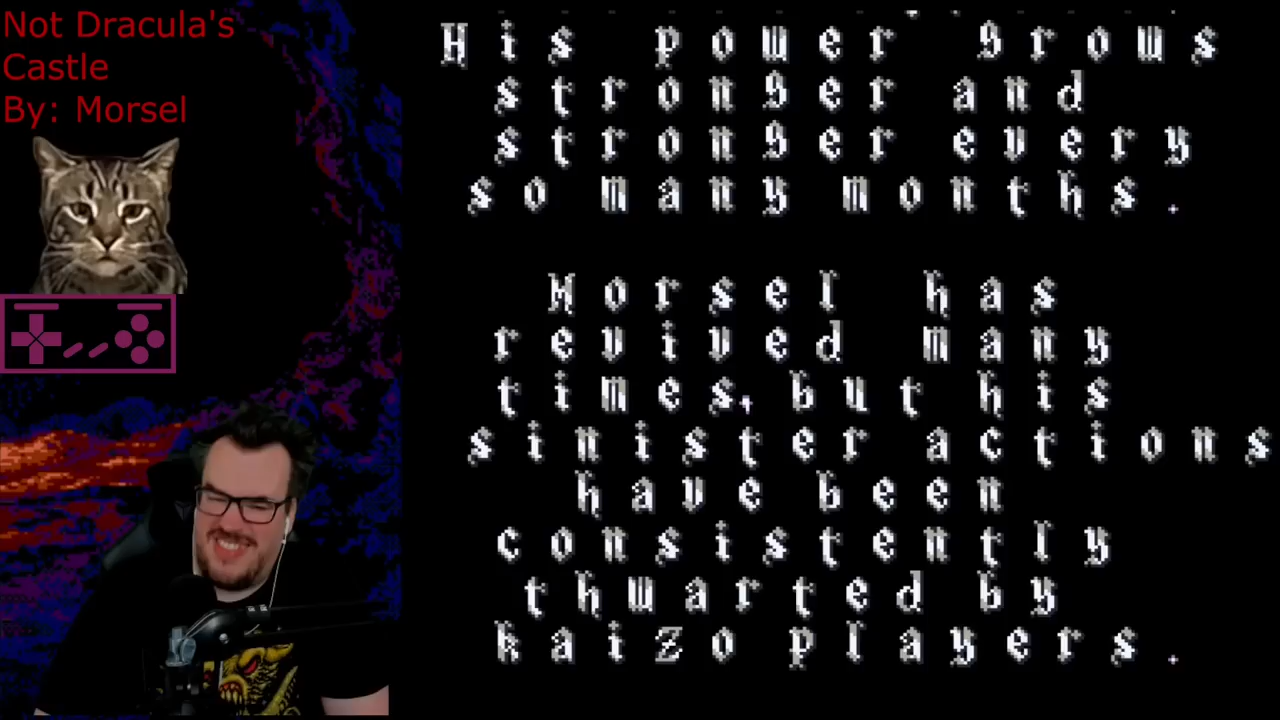 Not Dracula's
Castle
By: Morsel
His power grows
stronger and
stronger every
so many months.
Morsel has
revived many
times, but his
sinister actions
have been
consistently
thwarted by
kaizo players.